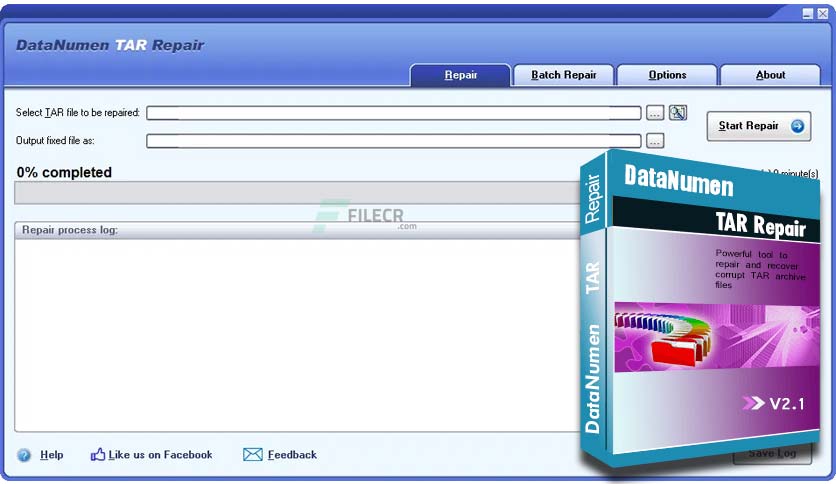 DataNumen TAR Repair
Repair
Batch Repair
Options
About
Select TAR file to be repaired:
...
Start Repair
Output fixed file as:
...
0% completed
0 minute(s)
FILECR
.com
Repair process log:
DataNumen TAR Repair
DataNumen
TAR Repair
Powerful tool to
repair and recover
corrupt TAR archive
files
V2.1
Help
Like us on Facebook
Feedback
Save Log